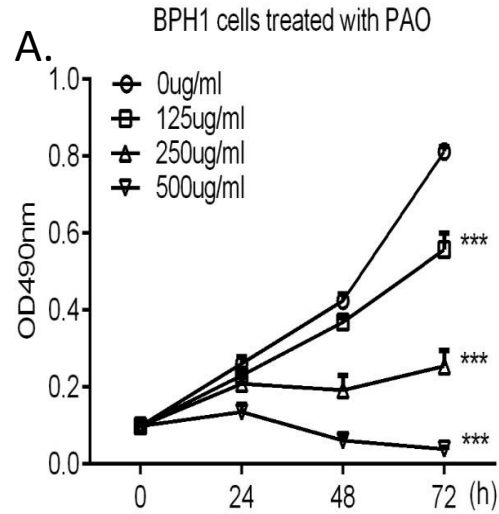 BPH1 cells treated with PAO
A.
0ug/ml
125ug/ml
250ug/ml
500ug/ml
OD490nm
1.0
0.8
0.6
0.4
0.2
0.0
***
***
***
0 24 48 72 (h)